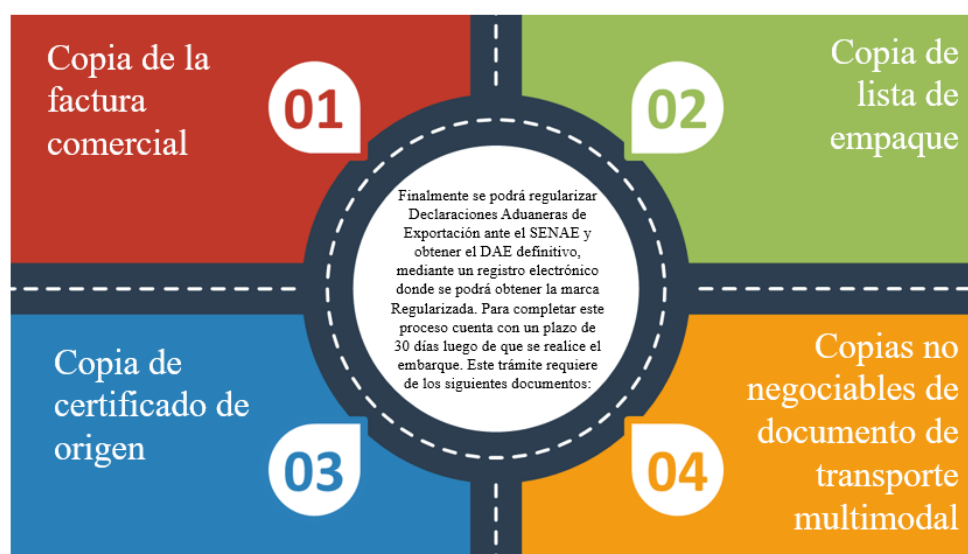 Copia de la
factura
comercial
01
02
Copia de
lista de
empaque
Finalmente se podrá regularizar
Declaraciones Aduaneras de
Exportación ante el SENAE y
obtener el DAE definitivo,
mediante un registro electrónico
donde se podrá obtener la marca
Regularizada. Para completar este
proceso cuenta con un plazo de
30 días luego de que se realice el
embarque. Este trámite requiere
de los siguientes documentos:
Copia de
certificado de
origen
03
04
Copias no
negociables de
documento de
transporte
multimodal